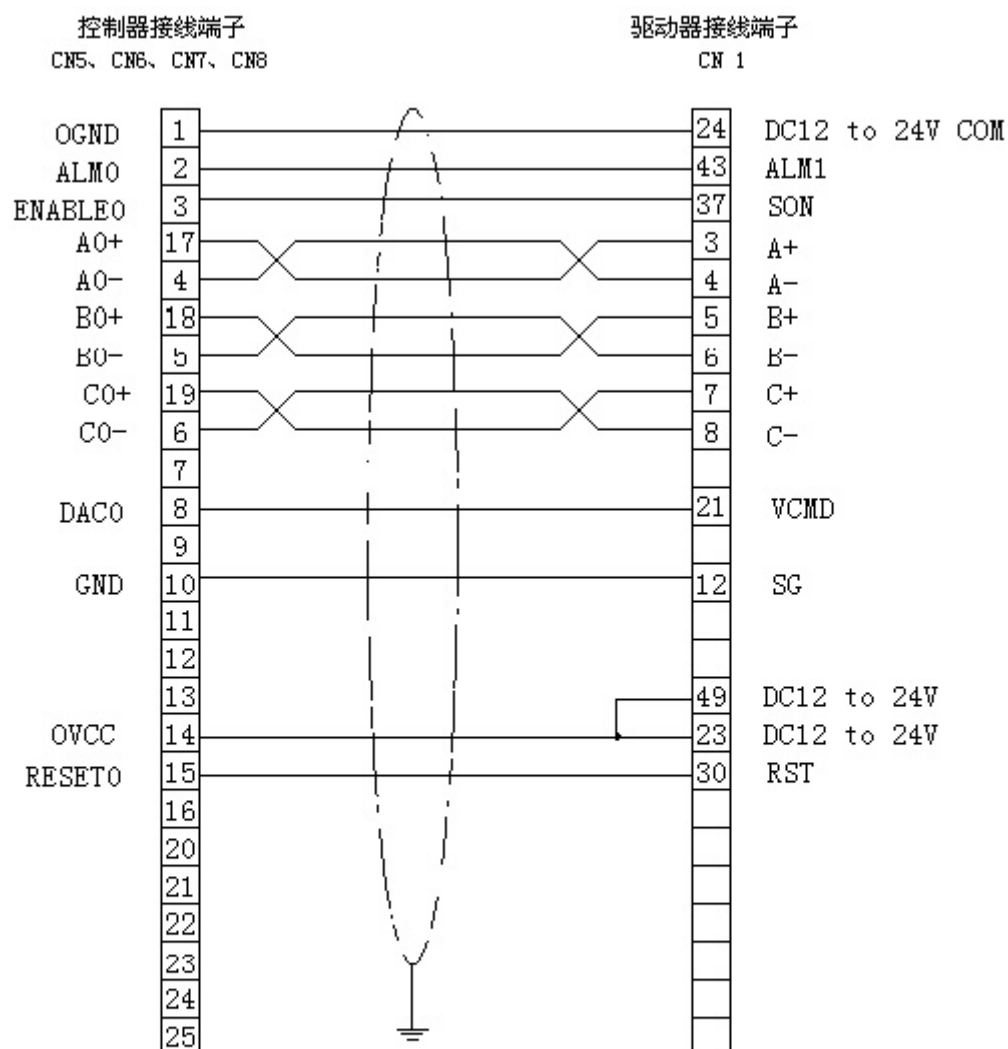 控制器接线端子 驱动器接线端子
CN5、CN6、CN7、CN8 CN 1
OGND 1 24 DC12 to 24V COM
ALM0 2 43 ALM1
ENABLE0 3 37 SON
A0+ 17 3 A+
A0- 4 4 A-
B0+ 18 5 B+
B0- 5 6 B-
C0+ 19 7 C+
C0- 6 8 C-
7
DAC0 8 21 VCMD
9
GND 10 12 SG
11
12
13 49 DC12 to 24V
OVCC 14 23 DC12 to 24V
RESET0 15 30 RST
16
20
21
22
23
24
25